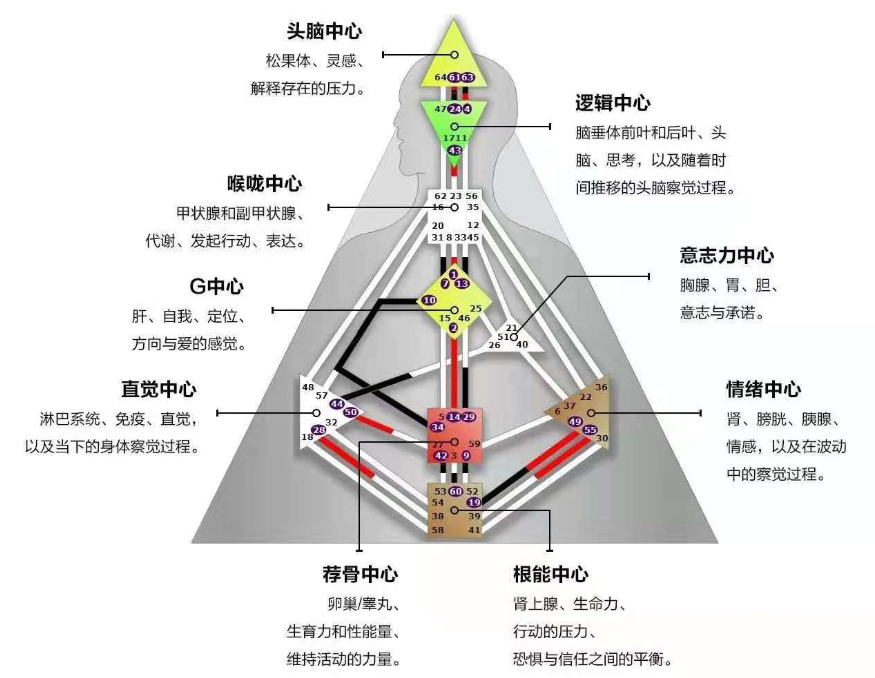 头脑中心
松果体、灵感、
解释存在的压力。
64 61 63
47 24 4
17 11
43
逻辑中心
脑垂体前叶和后叶、头
脑、思考，以及随着时
间推移的头脑察觉过程。
喉咙中心
甲状腺和副甲状腺、
代谢、发起行动、表达。
62 23 56
16 35
20 12
31 8 33 45
G中心
肝、自我、定位、
方向与爱的感觉。
1
7 13
10 25
15 46
2
意志力中心
胸腺、胃、胆、
意志与承诺。
21
51
26 40
直觉中心
淋巴系统、免疫、直觉，
以及当下的身体察觉过程。
48
57
44
50
32
28
18
5 14 29
34
27 59
42 3 9
情绪中心
肾、膀胱、胰腺、
情感，以及在波动
中的察觉过程。
36
22
37
6
49
55
30
53 60 52
54 19
38 39
58 41
荐骨中心
卵巢/睾丸、
生育力和性能量、
维持活动的力量。
根能中心
肾上腺、生命力、
行动的压力、
恐惧与信任之间的平衡。